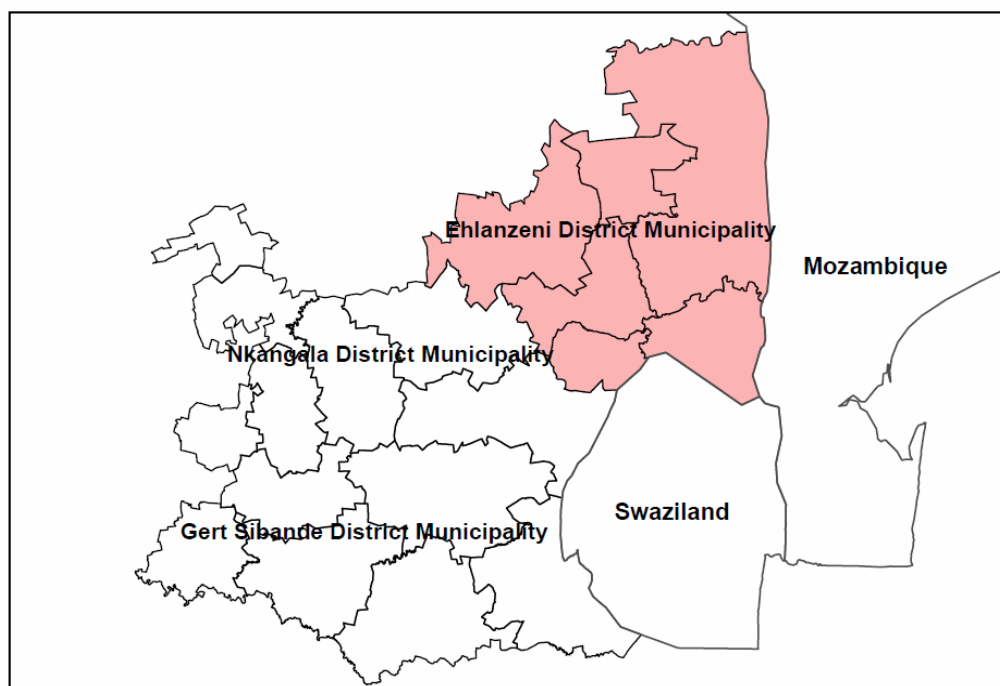 Ehlanzeni District Municipality
Mozambique
Nkangala District Municipality
Swaziland
Gert Sibande District Municipality